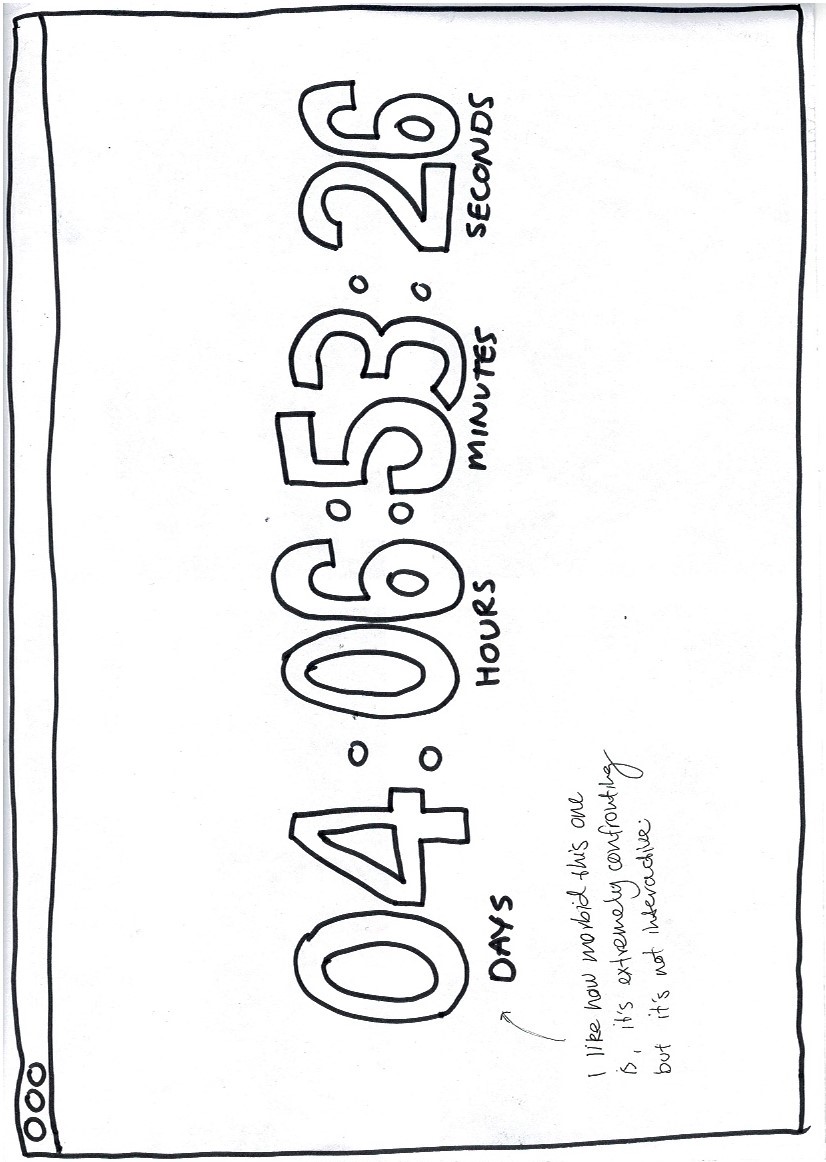 04:06:53:26
DAYS HOURS MINUTES SECONDS
I like how morbid this one
is, it's extremely confronting
but it's not interactive.